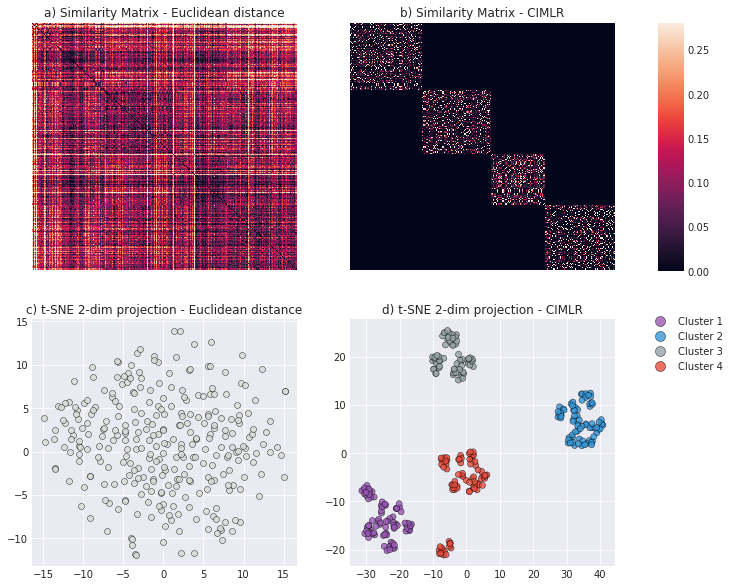 a) Similarity Matrix - Euclidean distance
b) Similarity Matrix - CIMLR
0.25
0.20
0.15
0.10
0.05
0.00
c) t-SNE 2-dim projection - Euclidean distance
15
10
5
0
−5
−10
−15 −10 −5 0 5 10 15
d) t-SNE 2-dim projection - CIMLR
20
10
0
−10
−20
−30 −20 −10 0 10 20 30 40
Cluster 1
Cluster 2
Cluster 3
Cluster 4